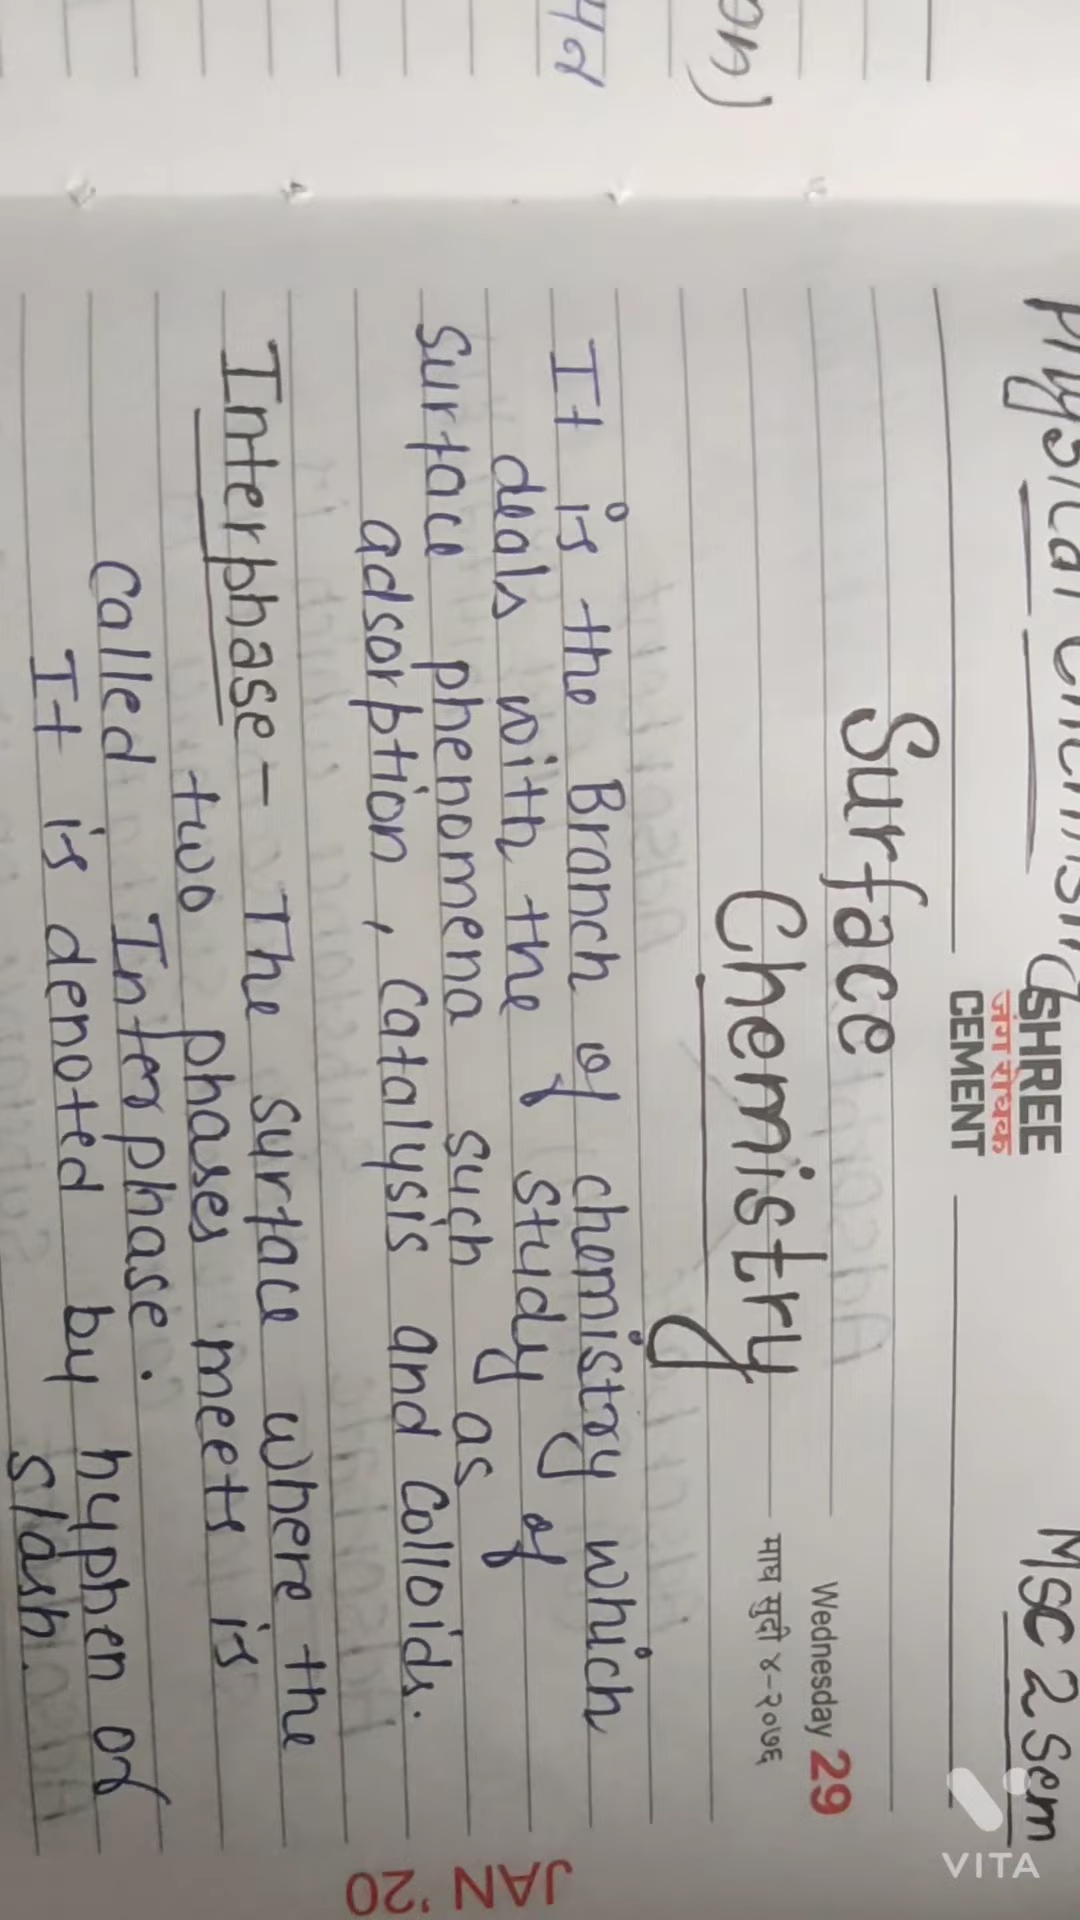 Physical Chemistry
MSC 2 Sem
SHREE
जंग रोधक
CEMENT
Wednesday 29
माघ सुदी ४-२०७६
Surface
Chemistry
It is the Branch of chemistry which
deals with the study of
Surface phenomena such as
adsorption, Catalysis and Colloids.
Interphase - The surface where the
two phases meets is
Called Interphase.
It is denoted by hyphen or
slash.
JAN '20
VITA